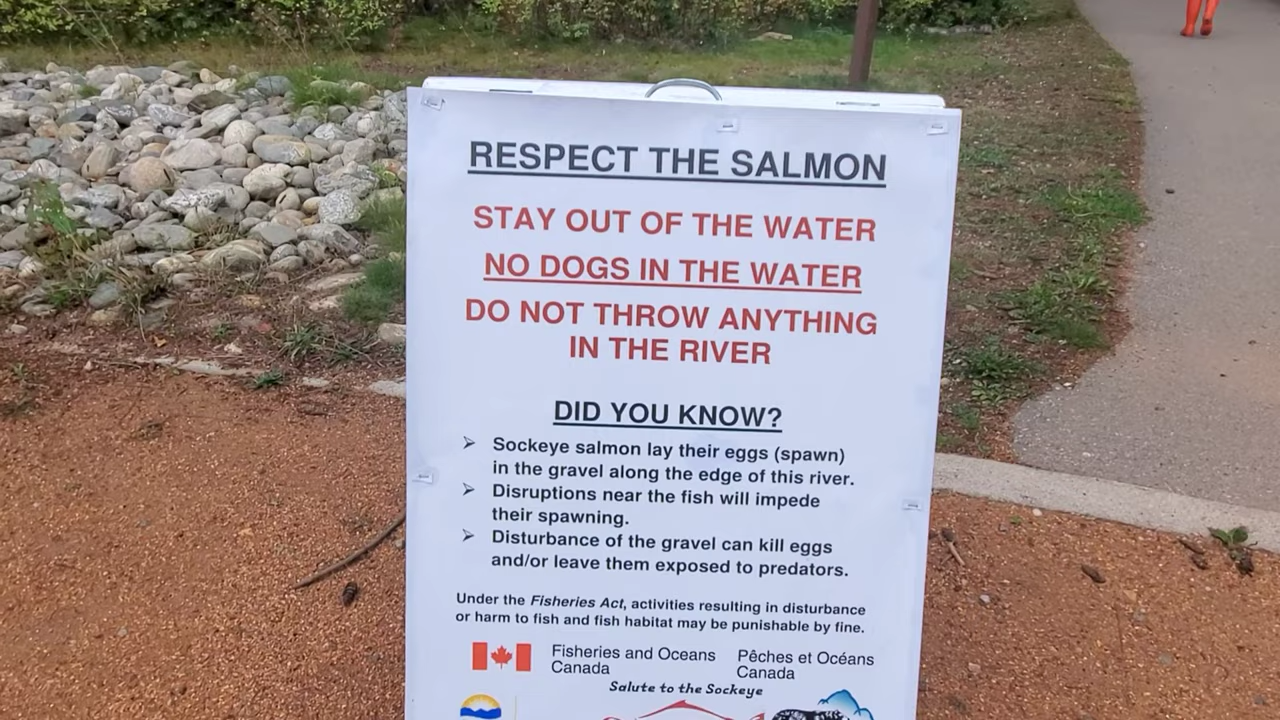 RESPECT THE SALMON
STAY OUT OF THE WATER
NO DOGS IN THE WATER
DO NOT THROW ANYTHING
IN THE RIVER
DID YOU KNOW?
➢ Sockeye salmon lay their eggs (spawn)
in the gravel along the edge of this river.
➢ Disruptions near the fish will impede
their spawning.
➢ Disturbance of the gravel can kill eggs
and/or leave them exposed to predators.
Under the Fisheries Act, activities resulting in disturbance
or harm to fish and fish habitat may be punishable by fine.
Fisheries and Oceans
Canada
Pêches et Océans
Canada
Salute to the Sockeye